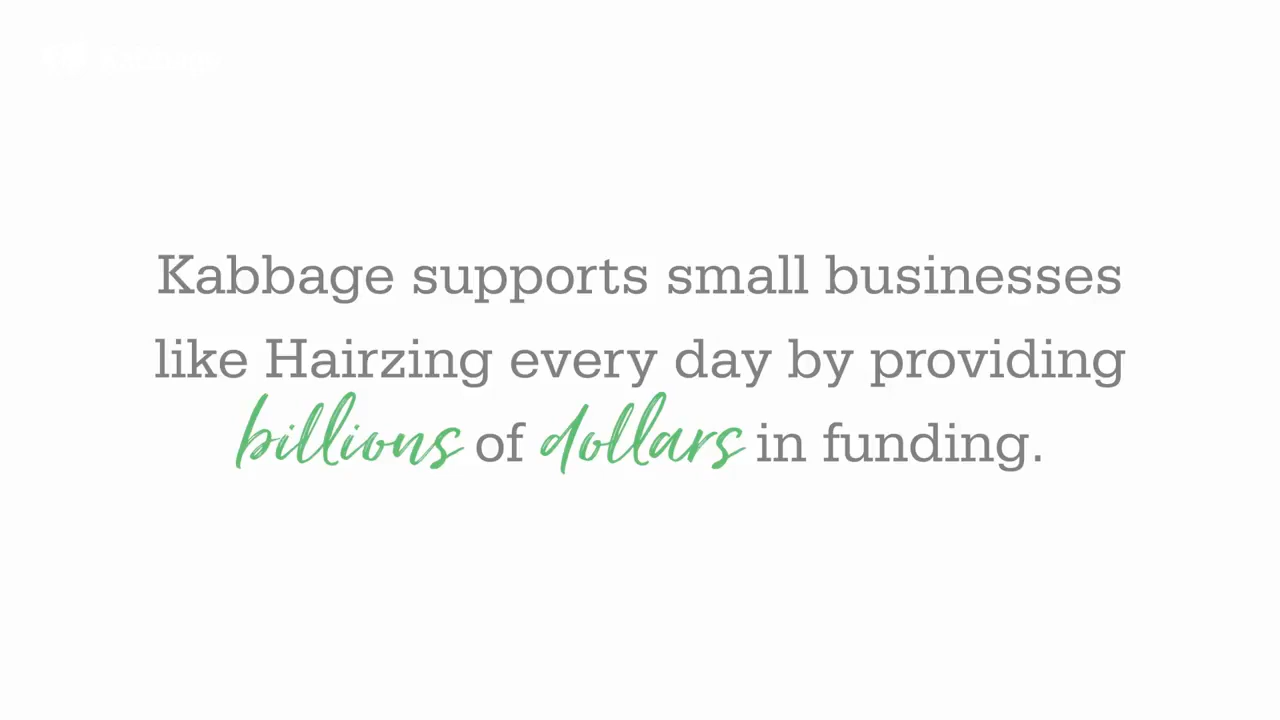 Kabbage supports small businesses
like Hairzing every day by providing
billions of dollars in funding.